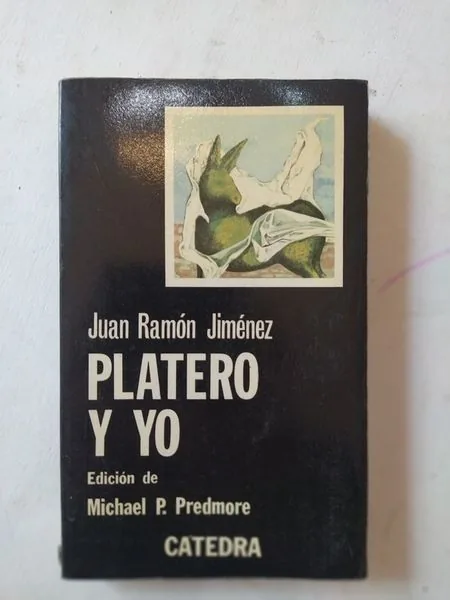 Juan Ramón Jiménez
PLATERO
Y YO
Edición de
Michael P. Predmore
CATEDRA